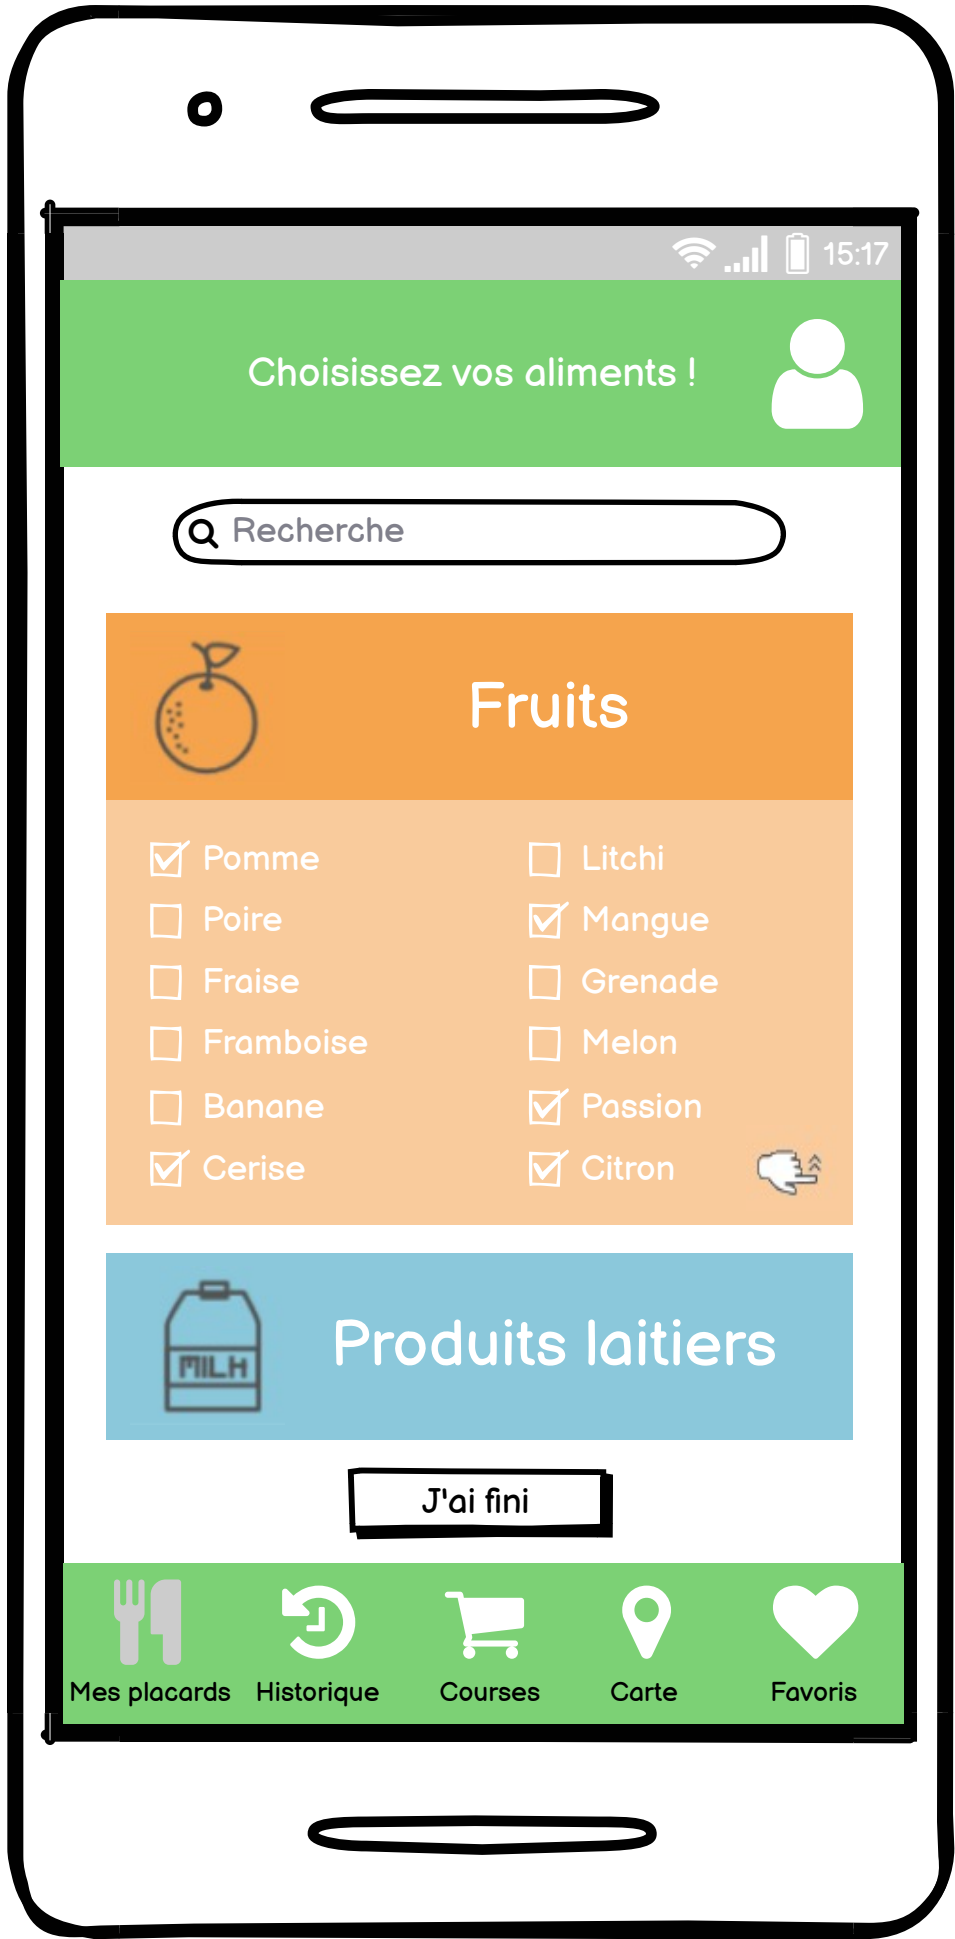 15:17
Choisissez vos aliments !
Recherche
Fruits
Pomme
Litchi
Poire
Mangue
Fraise
Grenade
Framboise
Melon
Banane
Passion
Cerise
Citron
MILH
Produits laitiers
J'ai fini
Mes placards
Historique
Courses
Carte
Favoris